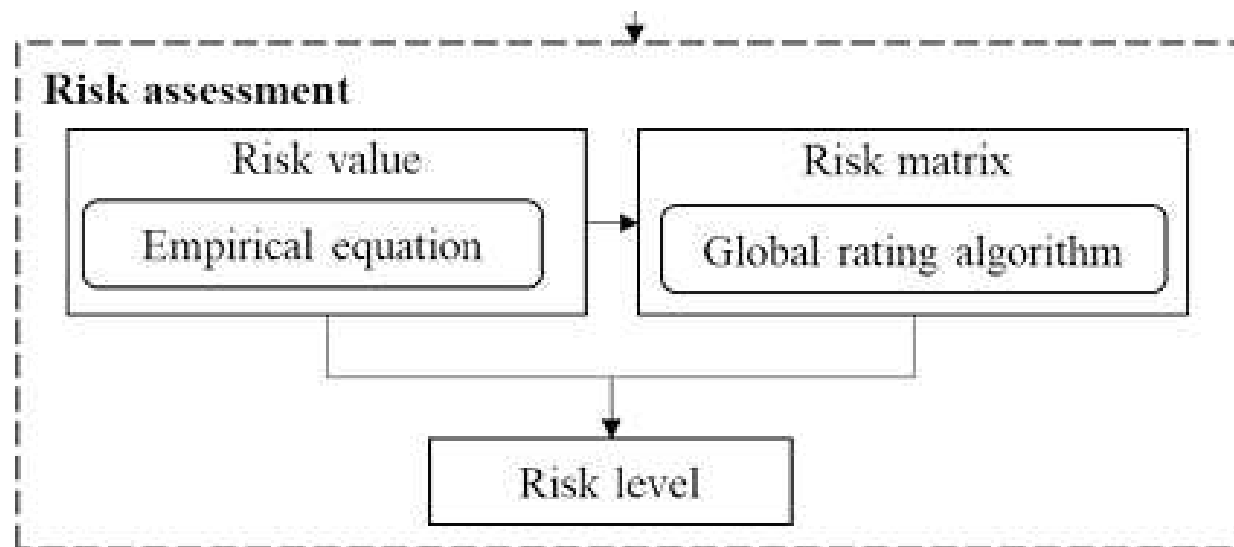 Risk assessment
Risk value
Risk matrix
Empirical equation
Global rating algorithm
Risk level